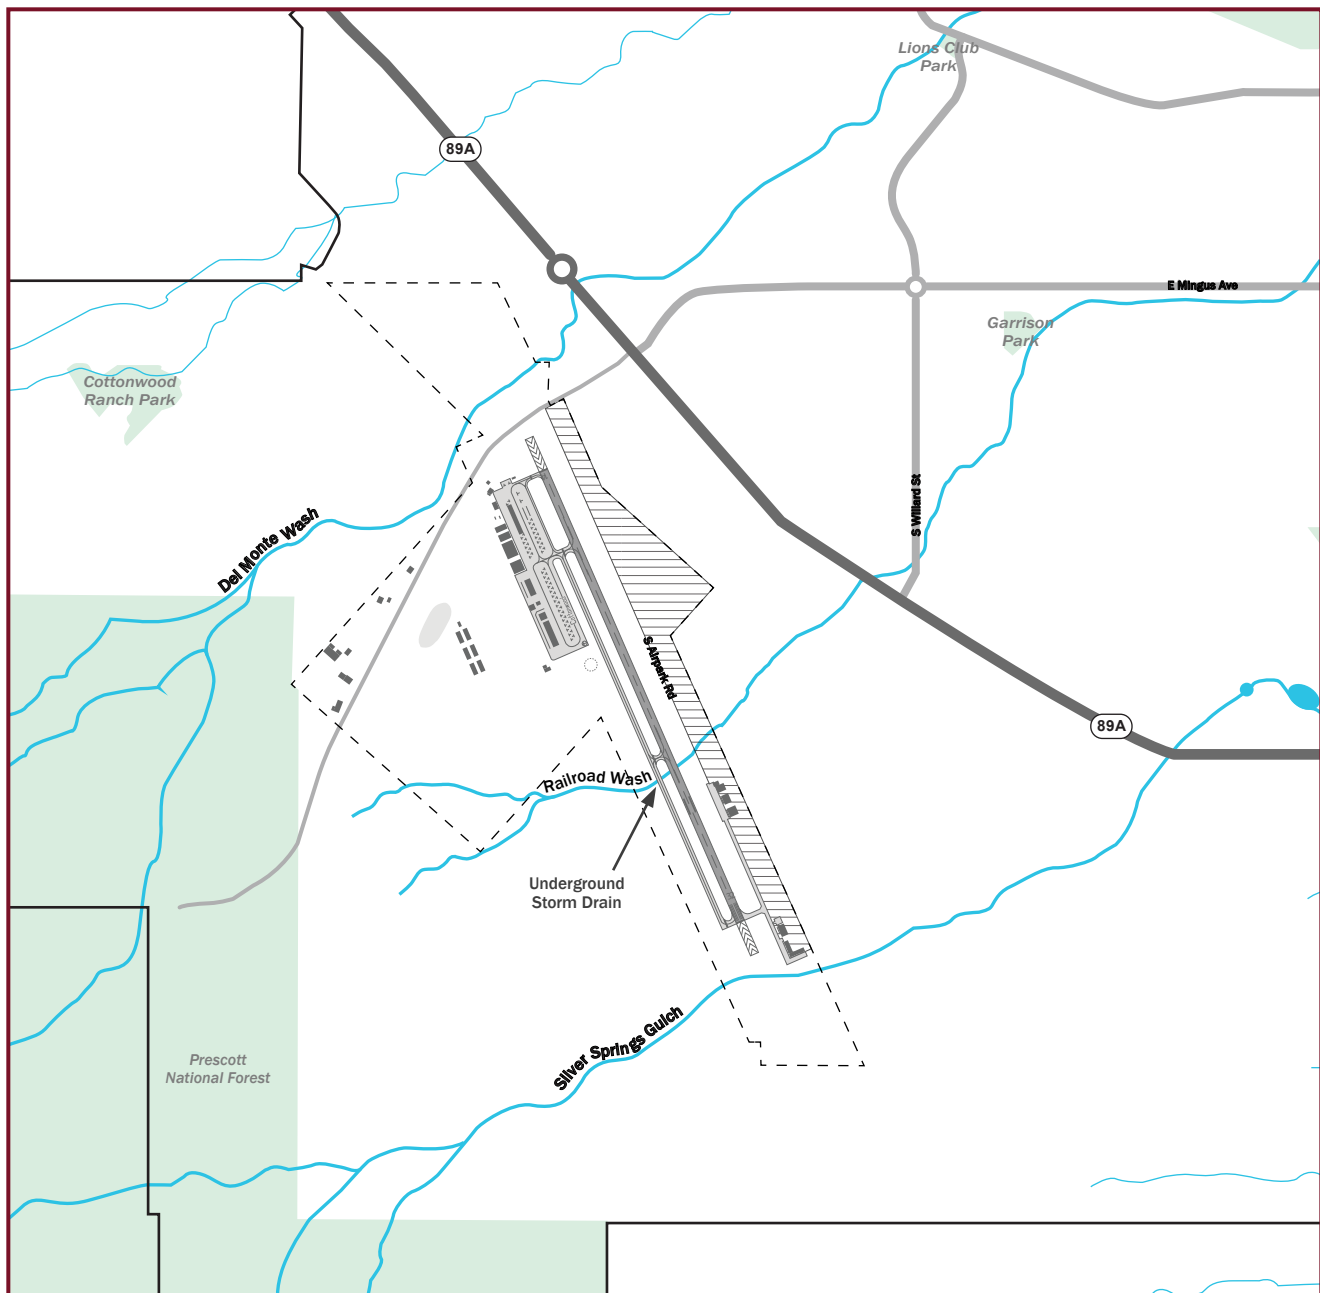 Lions Club
Park
89A
E Mingus Ave
Garrison
Park
Cottonwood
Ranch Park
S Willard St
Del Monte Wash
S Airpark Rd
89A
Railroad Wash
Underground
Storm Drain
Silver Springs Gulch
Prescott
National Forest